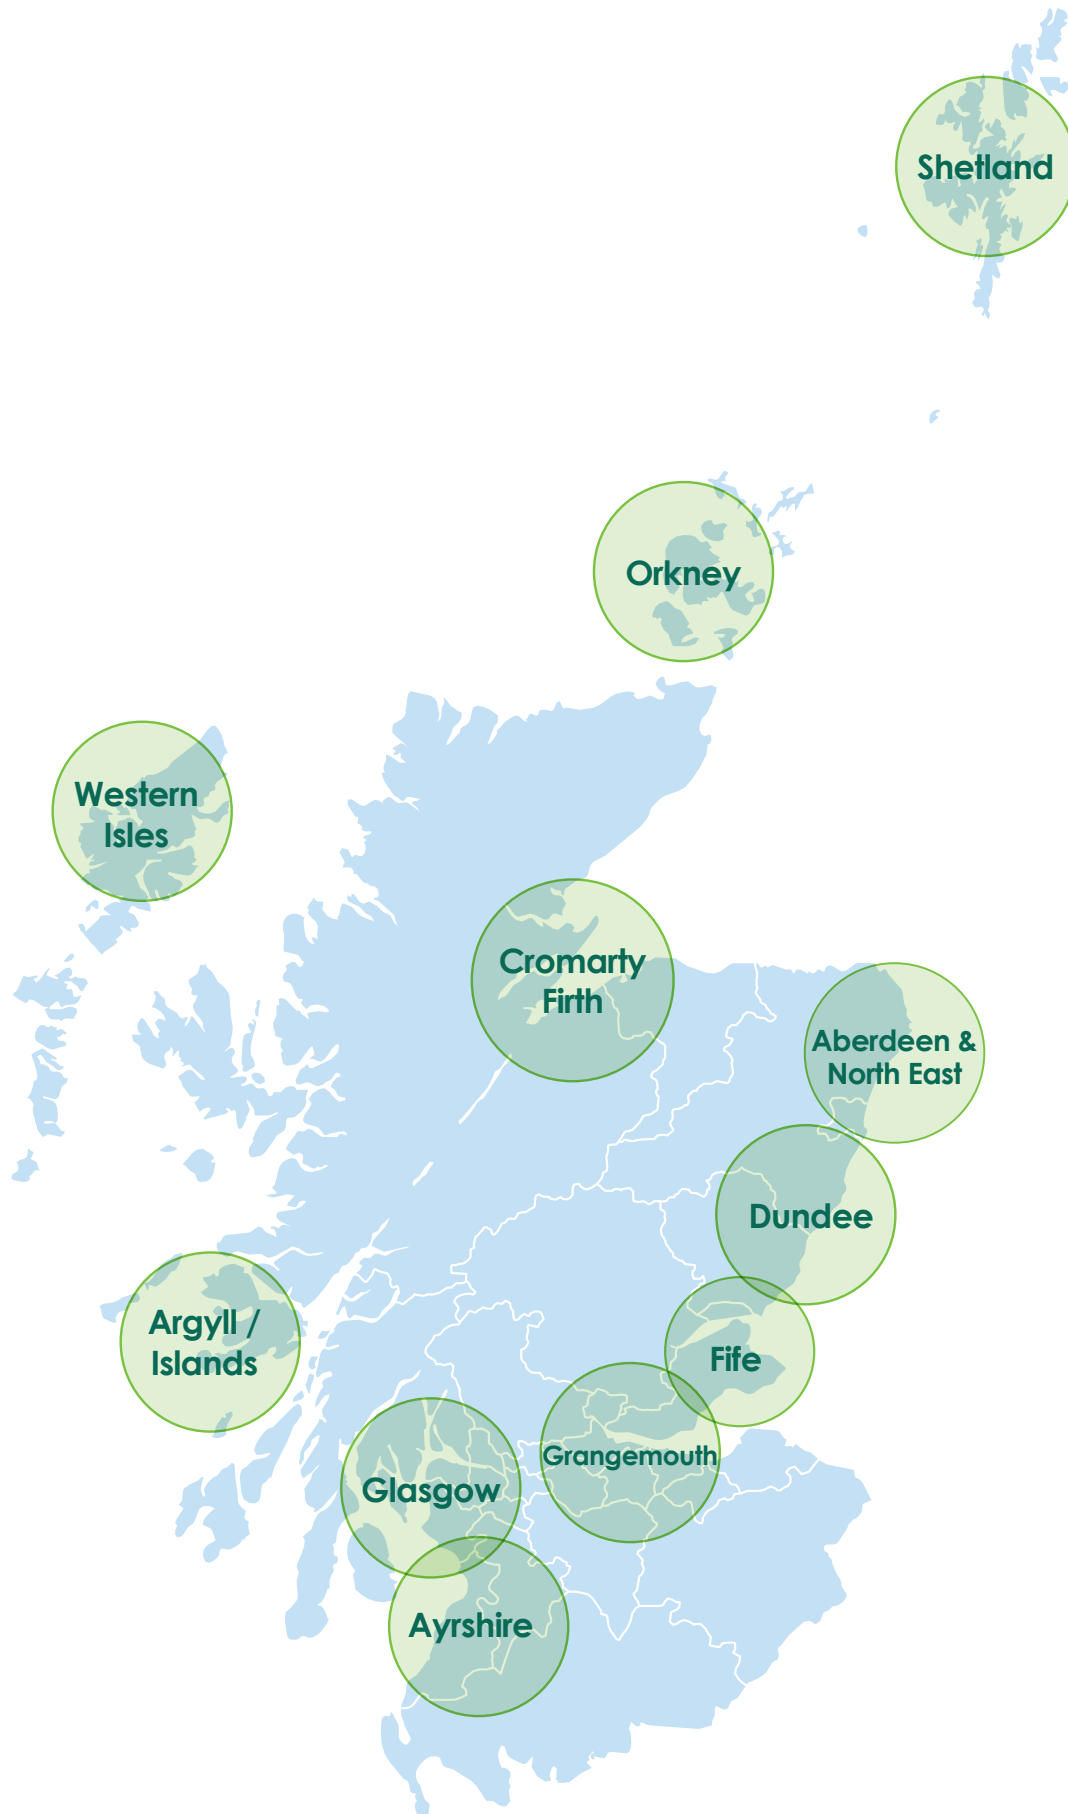 Shetland
Orkney
Western
Isles
Cromarty
Firth
Aberdeen &
North East
Dundee
Argyll /
Islands
Fife
Grangemouth
Glasgow
Ayrshire